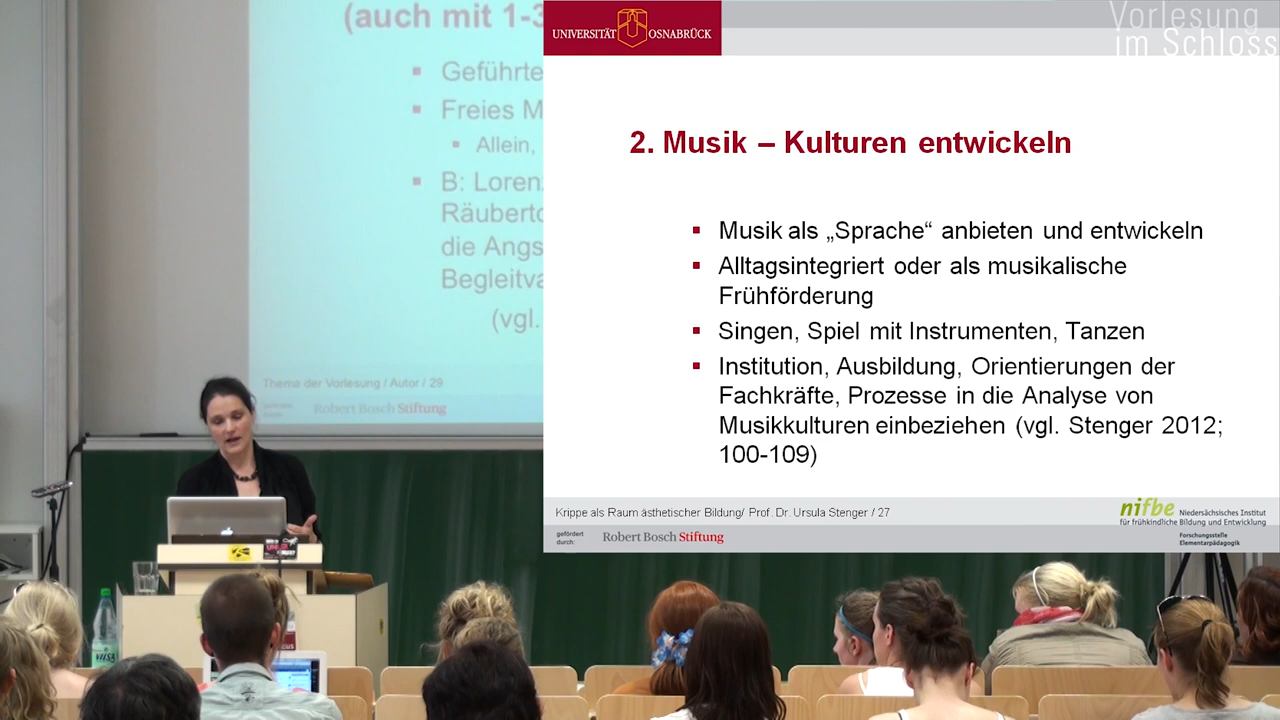 (auch mit 1-3
Geführte
Freies M
Allein,
B: Lorenz
Räuberto
die Angs
Begleitva
(vgl.
Thema der Vorlesung / Autor / 29
Robert Bosch Stiftung
UNIVERSITÄT OSNABRÜCK
Vorlesung
im Schloss
2. Musik – Kulturen entwickeln
Musik als „Sprache“ anbieten und entwickeln
Alltagsintegriert oder als musikalische
Frühförderung
Singen, Spiel mit Instrumenten, Tanzen
Institution, Ausbildung, Orientierungen der
Fachkräfte, Prozesse in die Analyse von
Musikkulturen einbeziehen (vgl. Stenger 2012;
100-109)
Krippe als Raum ästhetischer Bildung/ Prof. Dr. Ursula Stenger / 27
nifbe Niedersächsisches Institut
für frühkindliche Bildung und Entwicklung
Forschungsstelle
Elementarpädagogik
gefördert
durch:
Robert Bosch Stiftung